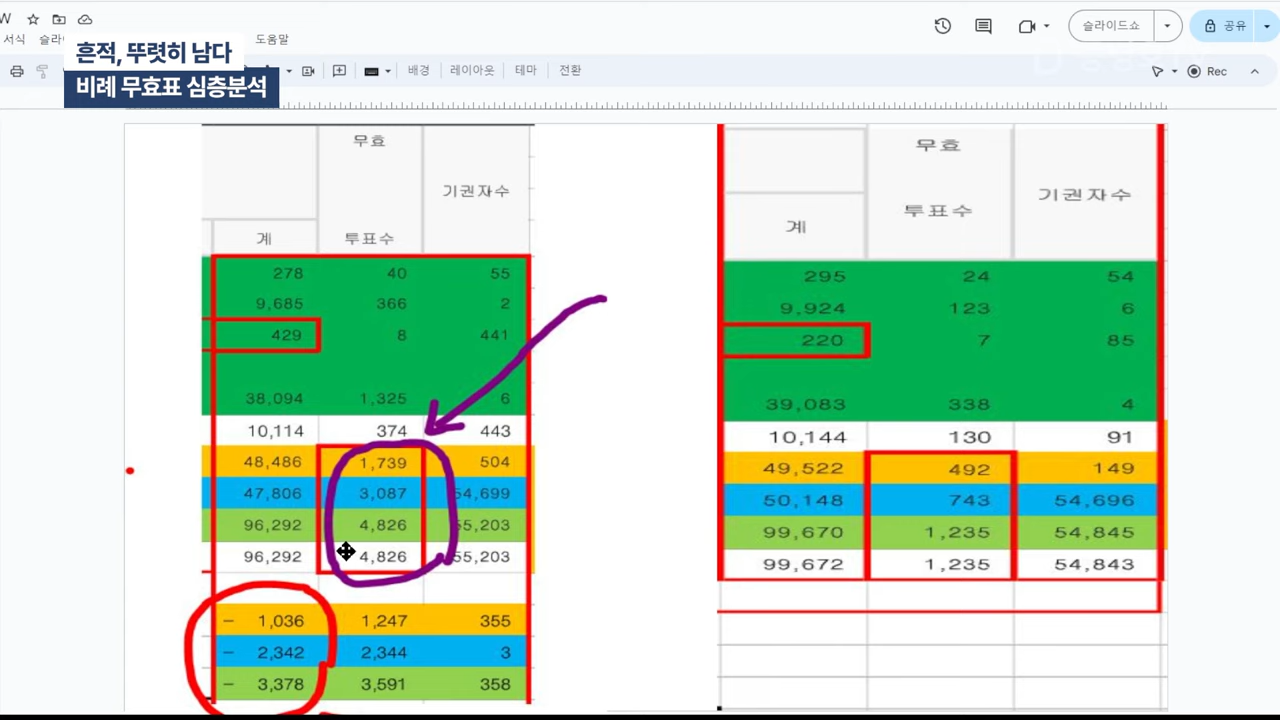 W
서식 슬라 도움말
슬라이드쇼 공유
흔적, 뚜렷히 남다
비례 무효표 심층분석
배경 레이아웃 테마 전환 Rec
무효
기권자수
계 투표수
278 40 55
9,685 366 2
429 8 441
38,094 1,325 6
10,114 374 443
48,486 1,739 504
47,806 3,087 54,699
96,292 4,826 55,203
96,292 4,826 55,203
- 1,036 1,247 355
- 2,342 2,344 3
- 3,378 3,591 358
무효
기권자수
계 투표수
295 24 54
9,924 123 6
220 7 85
39,083 338 4
10,144 130 91
49,522 492 149
50,148 743 54,696
99,670 1,235 54,845
99,672 1,235 54,843